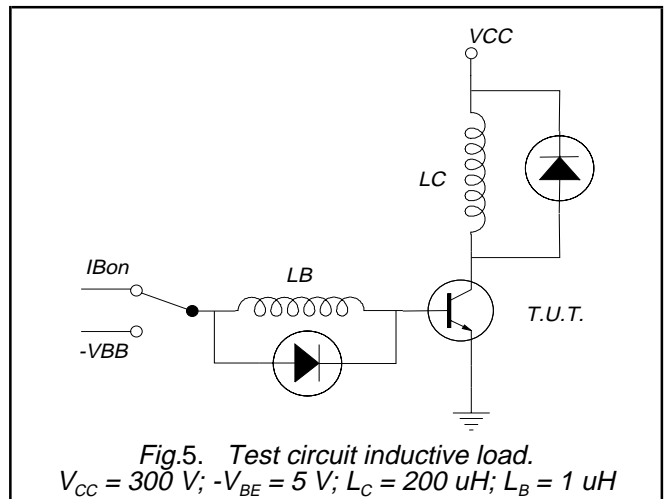 VCC
LC
IBon
LB
T.U.T.
-VBB
Fig.5. Test circuit inductive load.
VCC = 300 V; -VBE = 5 V; LC = 200 uH; LB = 1 uH